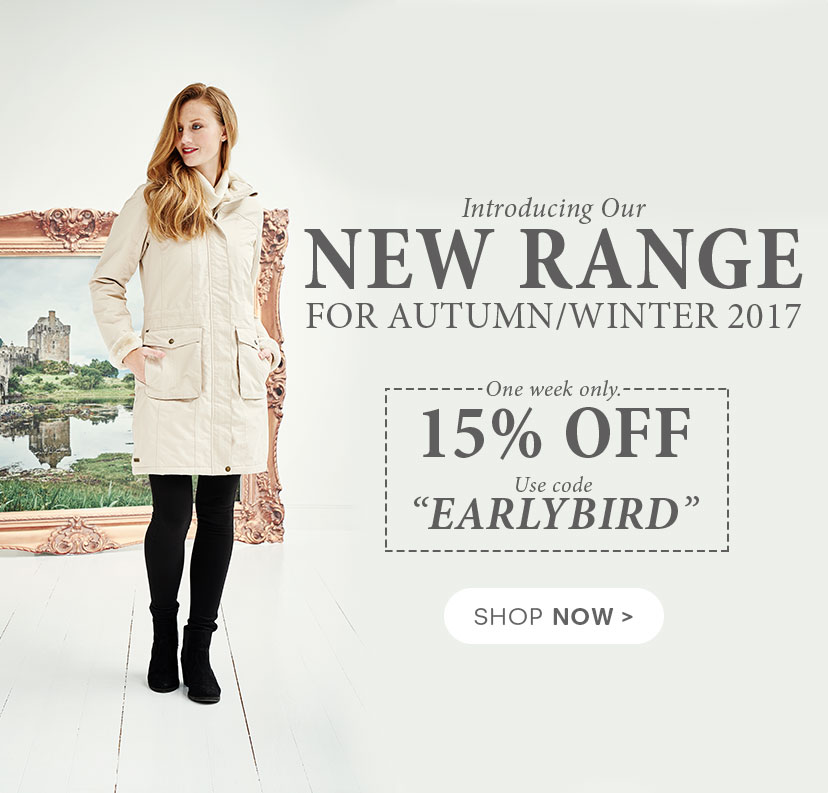 Introducing Our
NEW RANGE
FOR AUTUMN/WINTER 2017
One week only.
15% OFF
Use code
“EARLYBIRD”
SHOP NOW >